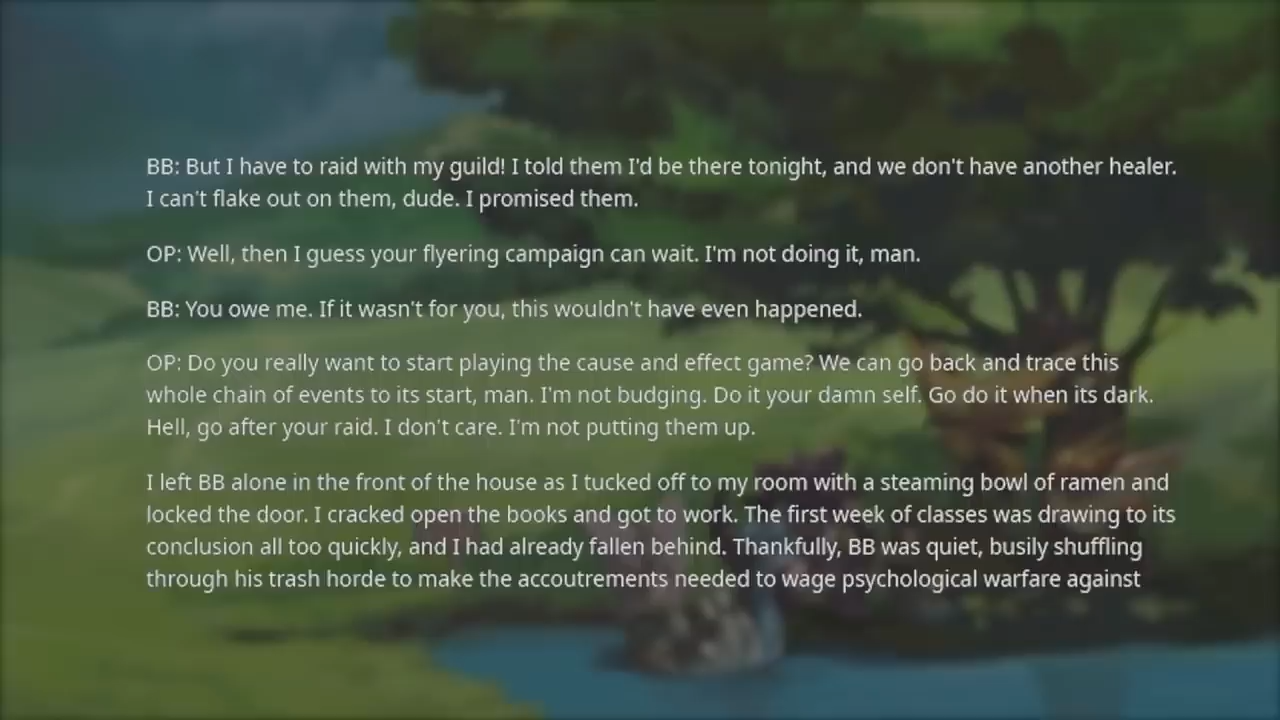 BB: But I have to raid with my guild! I told them I'd be there tonight, and we don't have another healer.
I can't flake out on them, dude. I promised them.
OP: Well, then I guess your flyering campaign can wait. I'm not doing it, man.
BB: You owe me. If it wasn't for you, this wouldn't have even happened.
OP: Do you really want to start playing the cause and effect game? We can go back and trace this
whole chain of events to its start, man. I'm not budging. Do it your damn self. Go do it when its dark.
Hell, go after your raid. I don't care. I'm not putting them up.
I left BB alone in the front of the house as I tucked off to my room with a steaming bowl of ramen and
locked the door. I cracked open the books and got to work. The first week of classes was drawing to its
conclusion all too quickly, and I had already fallen behind. Thankfully, BB was quiet, busily shuffling
through his trash horde to make the accoutrements needed to wage psychological warfare against